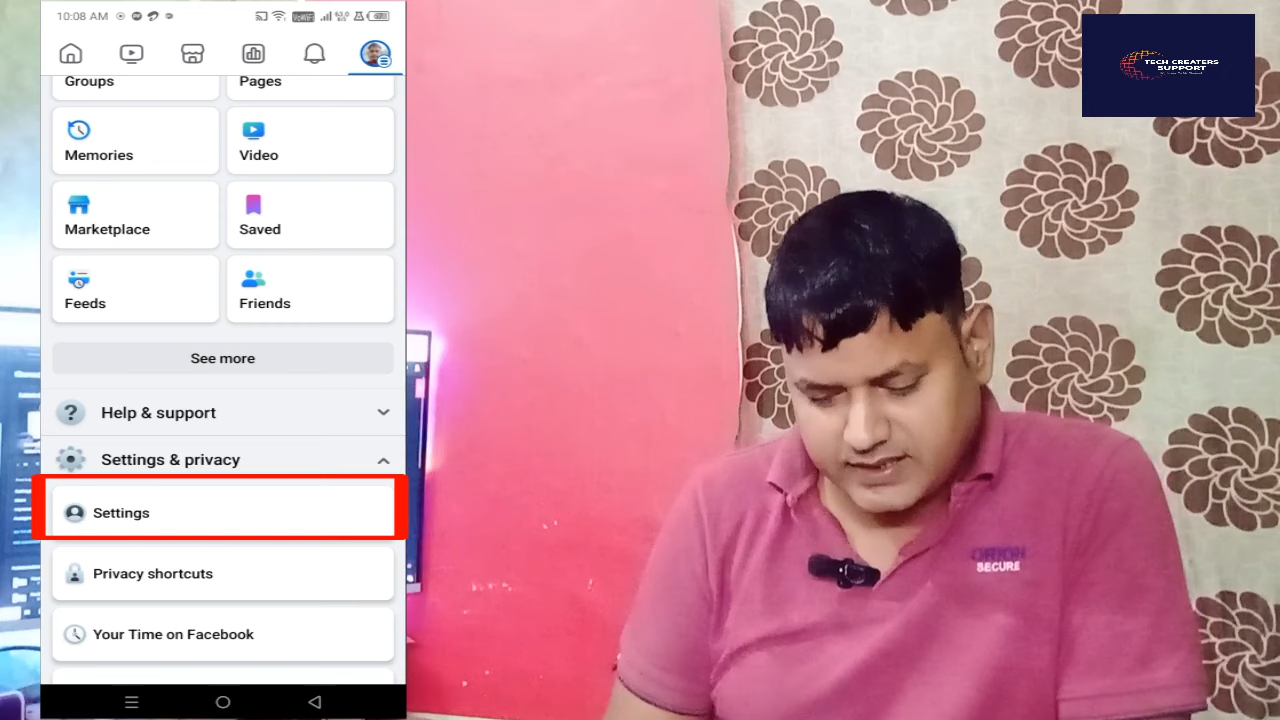 10:08 AM
VoWiFi
Groups
Pages
Memories
Video
Marketplace
Saved
Feeds
Friends
See more
? Help & support
Settings & privacy
Settings
Privacy shortcuts
Your Time on Facebook
TECH CREATERS
SUPPORT
ORION
SECURE